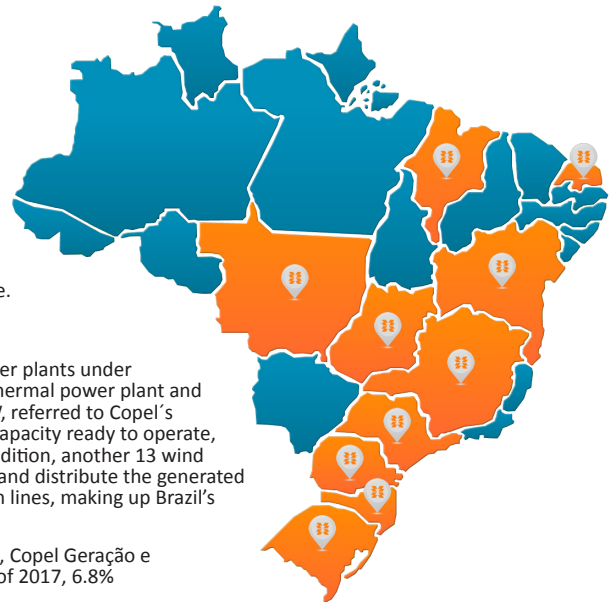 e.
er plants under
hermal power plant and
, referred to Copel´s
apacity ready to operate,
dition, another 13 wind
and distribute the generated
n lines, making up Brazil’s
, Copel Geração e
of 2017, 6.8%